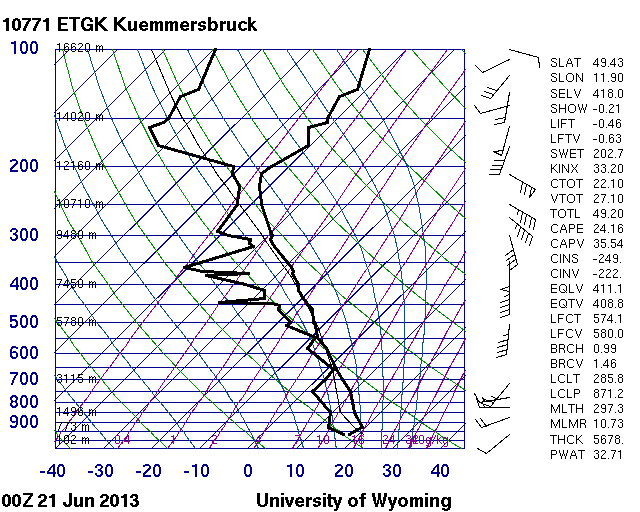 10771 ETGK Kuemmersbruck
100
16620 m
14020 m
200
12160 m
10710 m
300
9480 m
400
7450 m
500
5780 m
600
700
3115 m
800
1496 m
900
773 m
102 m
0.4
1
2
4
7
10
16
24
32
40g/kg
-40 -30 -20 -10 0 10 20 30 40
00Z 21 Jun 2013
University of Wyoming
SLAT 49.43
SLON 11.90
SELV 418.0
SHOW -0.21
LIFT -0.46
LFTV -0.63
SWET 202.7
KINX 33.20
CTOT 22.10
VTOT 27.10
TOTL 49.20
CAPE 24.16
CAPV 35.54
CINS -249.
CINV -222.
EQLV 411.1
EQTV 408.8
LFCT 574.1
LFCV 580.0
BRCH 0.99
BRCV 1.46
LCLT 285.8
LCLP 871.2
MLTH 297.3
MLMR 10.73
THCK 5678.
PWAT 32.71